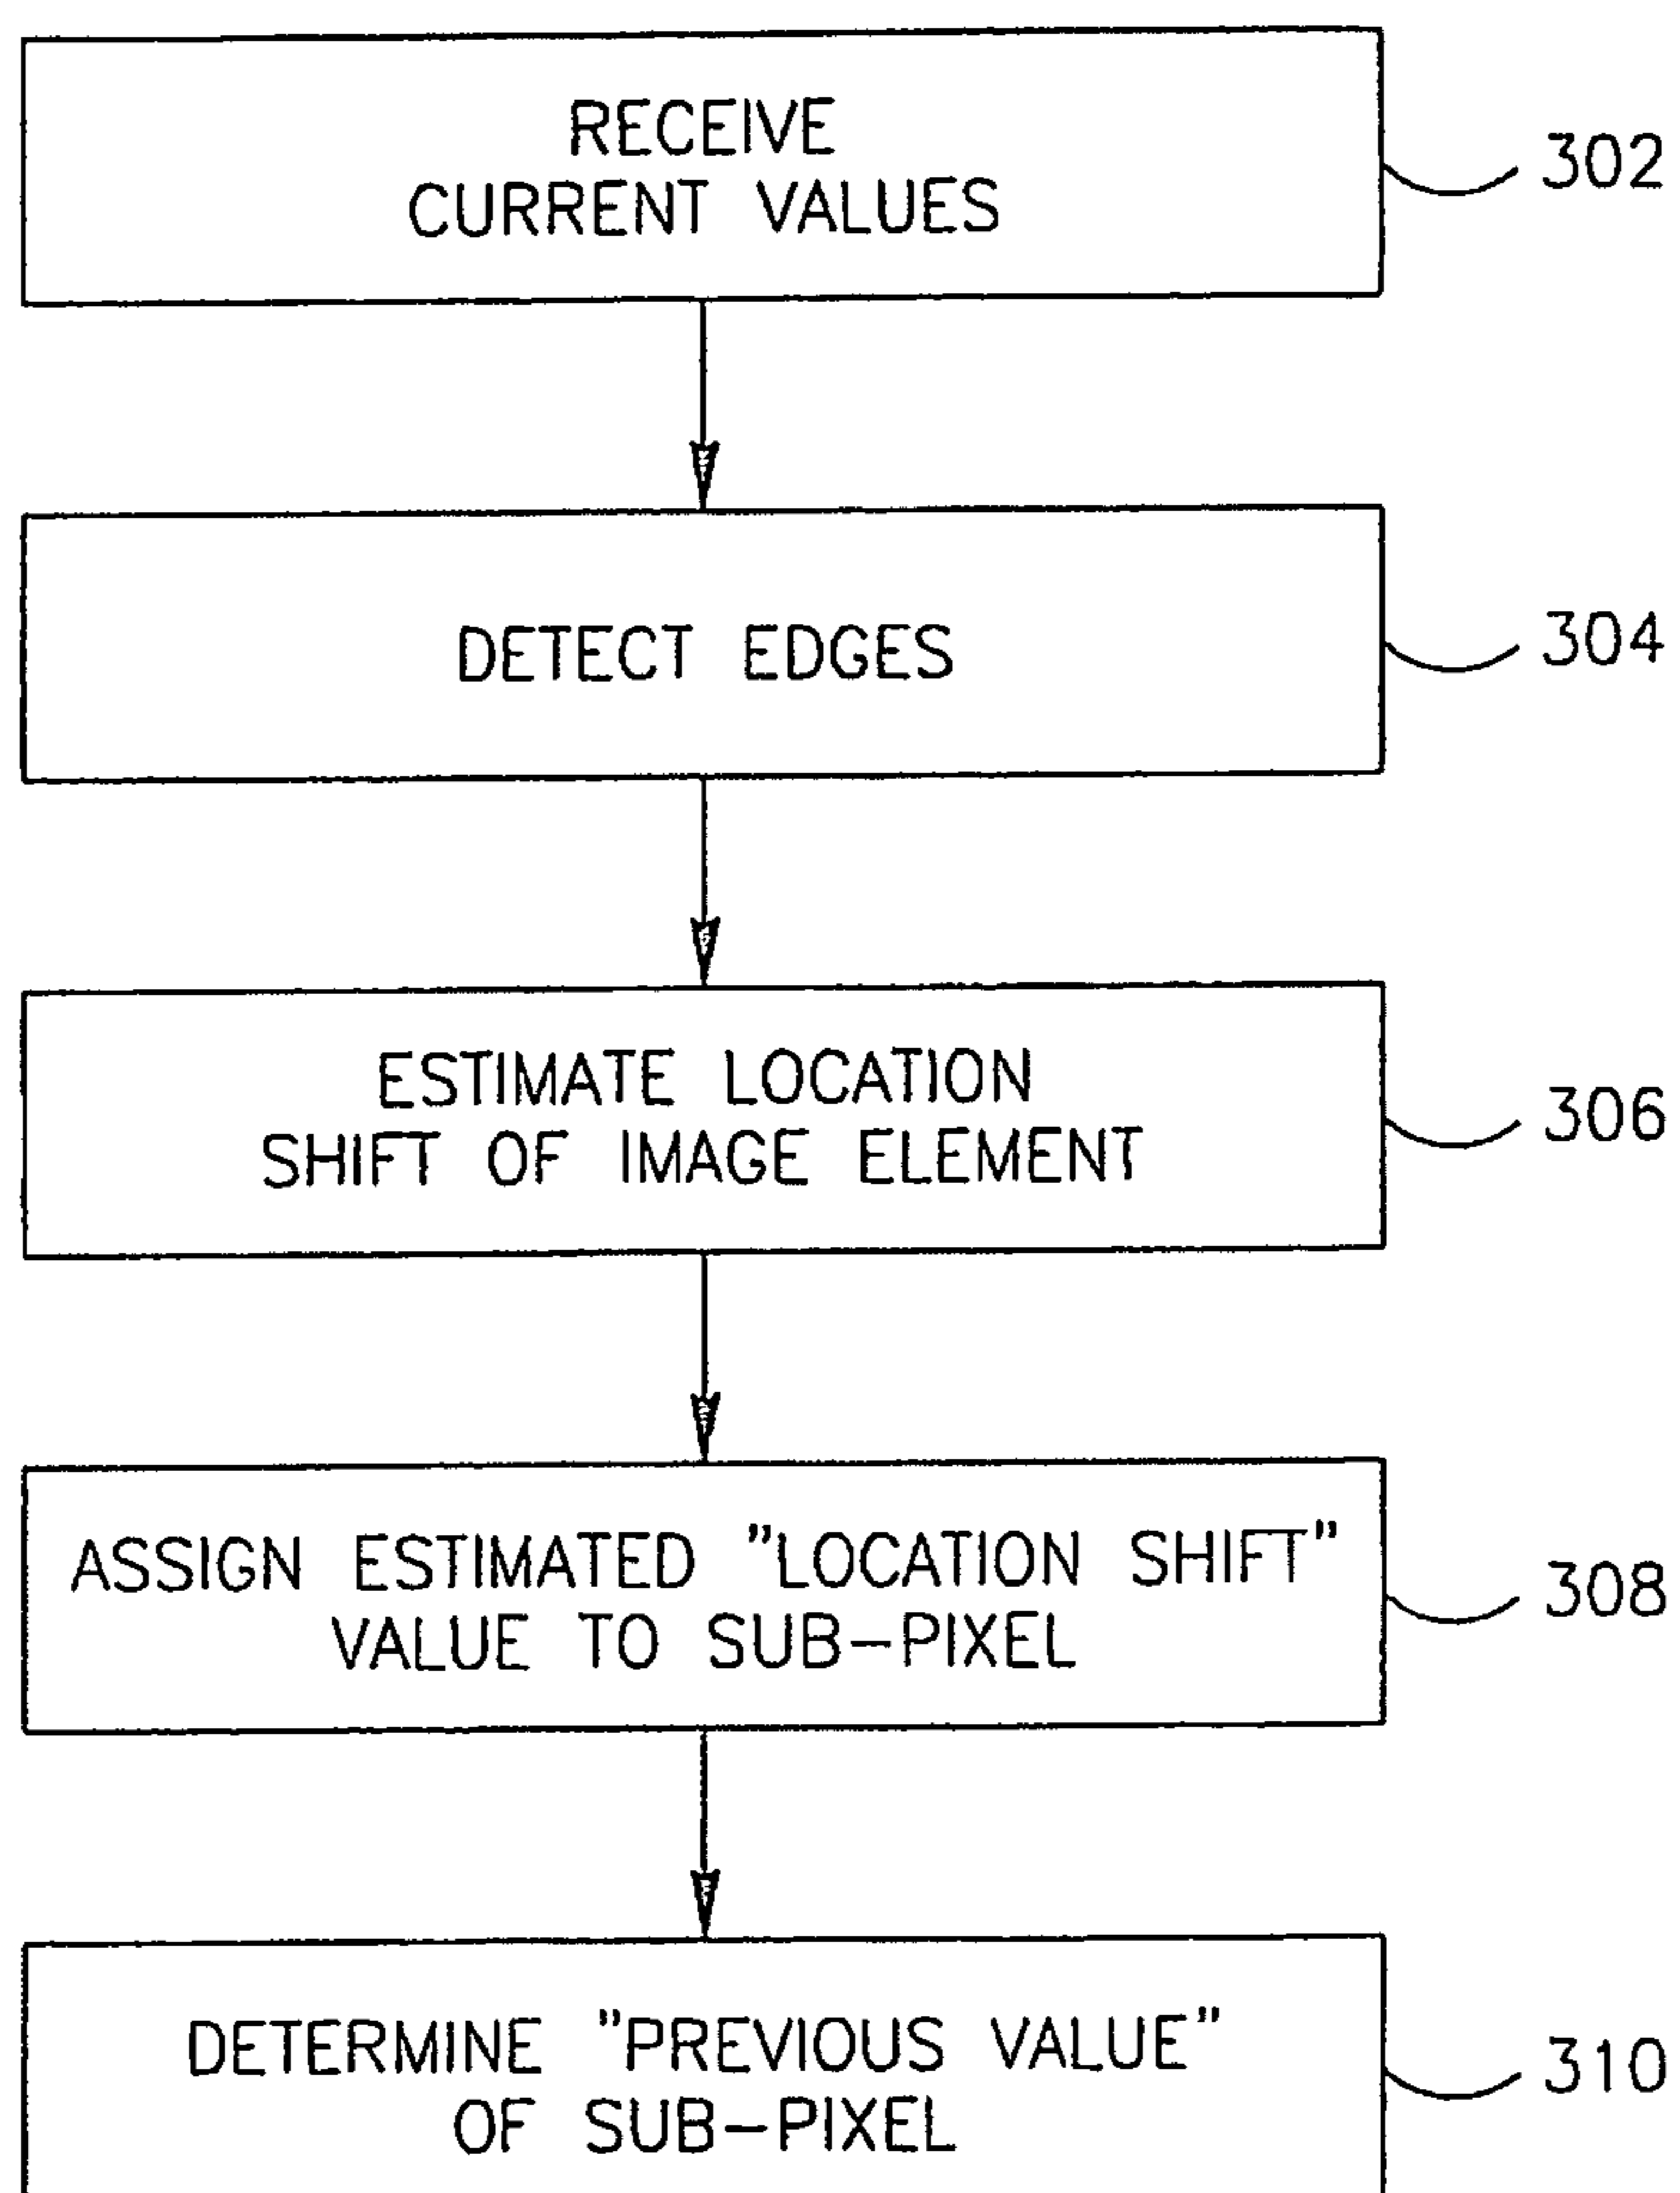 RECEIVE
CURRENT VALUES
302
DETECT EDGES
304
ESTIMATE LOCATION
SHIFT OF IMAGE ELEMENT
306
ASSIGN ESTIMATED "LOCATION SHIFT"
VALUE TO SUB-PIXEL
308
DETERMINE "PREVIOUS VALUE"
OF SUB-PIXEL
310